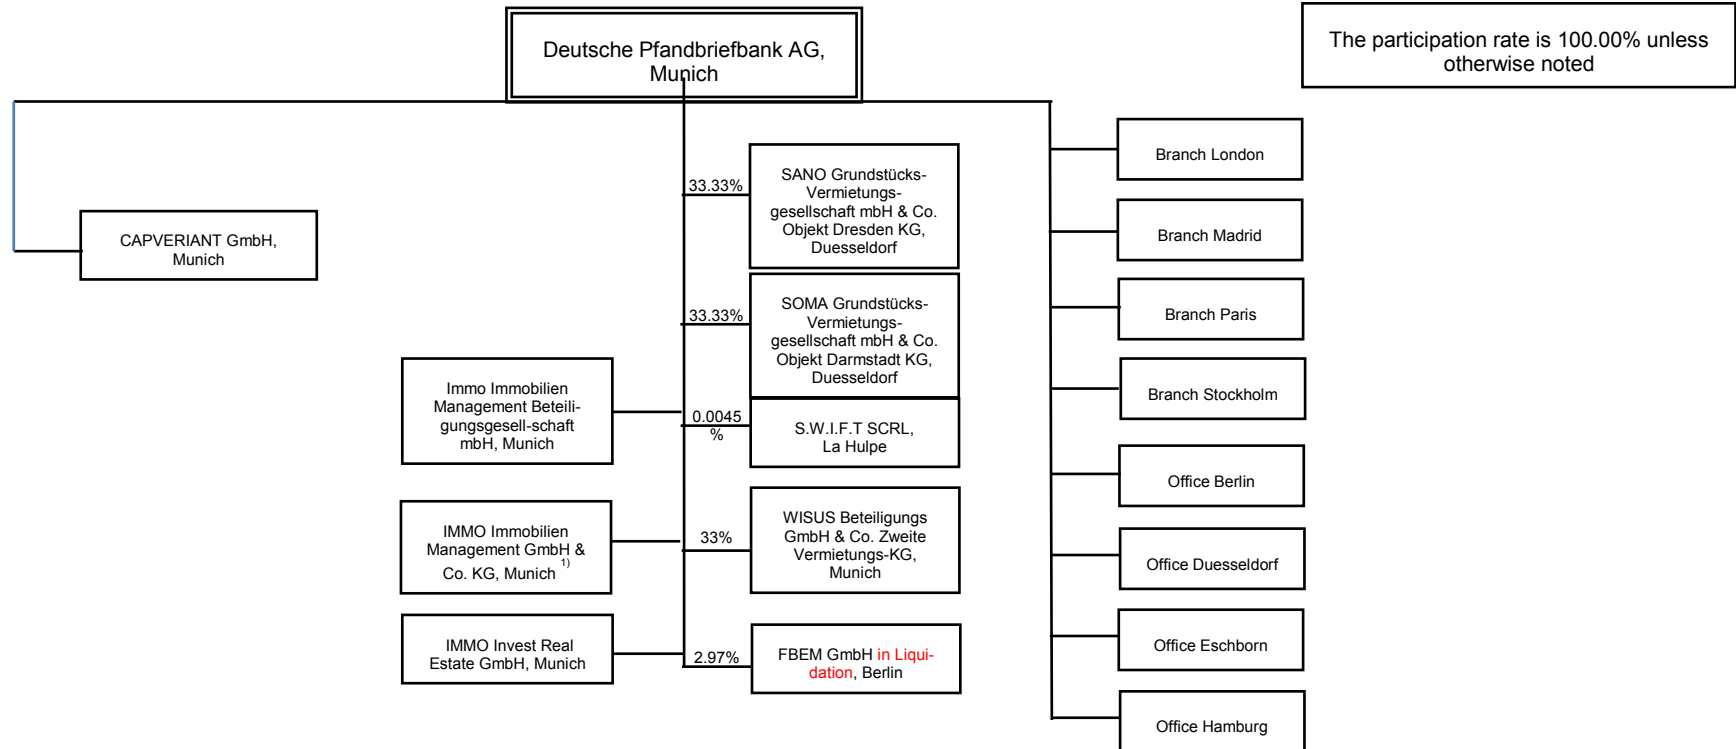 Deutsche Pfandbriefbank AG,
Munich
The participation rate is 100.00% unless
otherwise noted
CAPVERIANT GmbH,
Munich
Immo Immobilien
Management Beteili-
gungsgesell-schaft
mbH, Munich
IMMO Immobilien
Management GmbH &
Co. KG, Munich 1)
IMMO Invest Real
Estate GmbH, Munich
33.33%
SANO Grundstücks-
Vermietungs-
gesellschaft mbH & Co.
Objekt Dresden KG,
Duesseldorf
33.33%
SOMA Grundstücks-
Vermietungs-
gesellschaft mbH & Co.
Objekt Darmstadt KG,
Duesseldorf
0.0045
%
S.W.I.F.T SCRL,
La Hulpe
33%
WISUS Beteiligungs
GmbH & Co. Zweite
Vermietungs-KG,
Munich
2.97%
FBEM GmbH in Liqui-
dation, Berlin
Branch London
Branch Madrid
Branch Paris
Branch Stockholm
Office Berlin
Office Duesseldorf
Office Eschborn
Office Hamburg